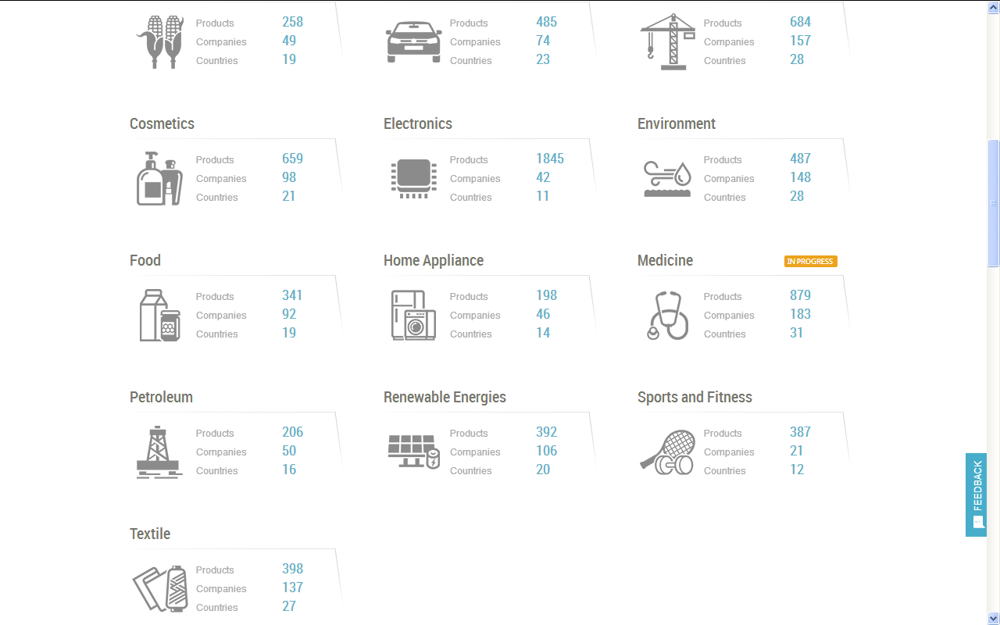 Products 258
Companies 49
Countries 19
Products 485
Companies 74
Countries 23
Products 684
Companies 157
Countries 28
Cosmetics
Products 659
Companies 98
Countries 21
Electronics
Products 1845
Companies 42
Countries 11
Environment
Products 487
Companies 148
Countries 28
Food
Products 341
Companies 92
Countries 19
Home Appliance
Products 198
Companies 46
Countries 14
Medicine IN PROGRESS
Products 879
Companies 183
Countries 31
Petroleum
Products 206
Companies 50
Countries 16
Renewable Energies
Products 392
Companies 106
Countries 20
Sports and Fitness
Products 387
Companies 21
Countries 12
Textile
Products 398
Companies 137
Countries 27
FEEDBACK